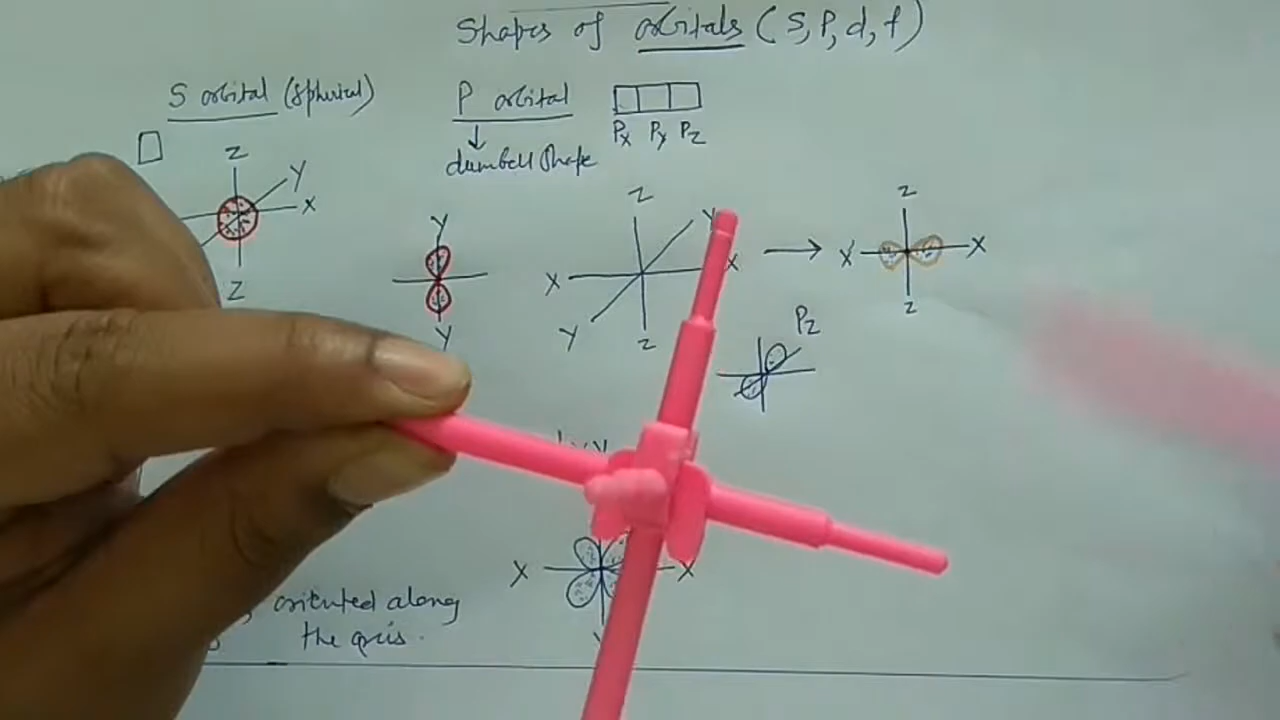 Shapes of orbitals (S, P, d, f)
S orbital (Spherical)
P orbital
Px Py Pz
dumbell Shape
Z
Y
X
Z
Y
Y
Z
Y
X
X
Y
Z
Z
X
X
Z
Pz
X
X
oriented along
the axis.